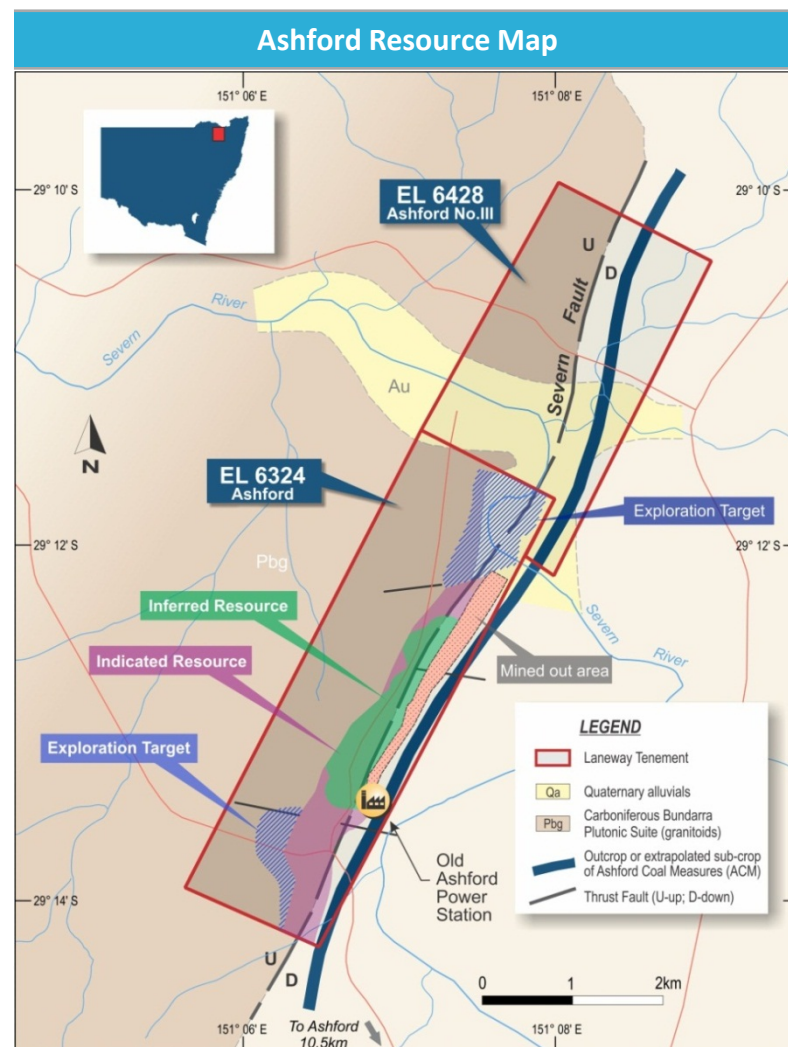 Ashford Resource Map
151° 06' E
151° 08' E
29° 10' S
29° 10' S
EL 6428
Ashford No.III
U
D
Severn Fault
River
Severn
Au
EL 6324
Ashford
Exploration Target
29° 12' S
29° 12' S
Pbg
Inferred Resource
Severn
River
Indicated Resource
Mined out area
Exploration Target
LEGEND
Laneway Tenement
Qa
Quaternary alluvials
Pbg
Carboniferous Bundarra
Plutonic Suite (granitoids)
Outcrop or extrapolated sub-crop
of Ashford Coal Measures (ACM)
Thrust Fault (U-up; D-down)
Old
Ashford
Power
Station
29° 14' S
U
D
0
1
2km
151° 06' E
151° 08' E
To Ashford
10.5km
N